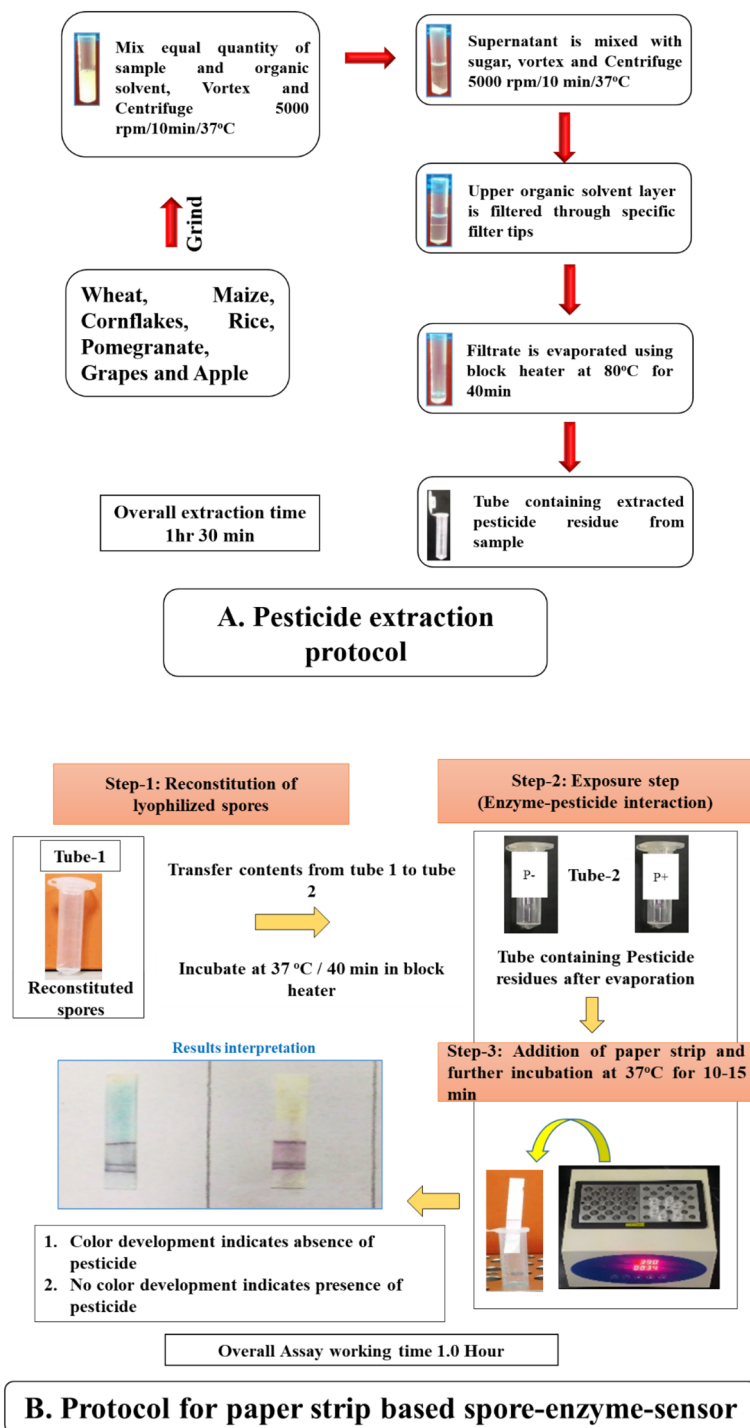 Mix equal quantity of
sample and organic
solvent, Vortex and
Centrifuge 5000
rpm/10min/37°C
Supernatant is mixed with
sugar, vortex and Centrifuge
5000 rpm/10 min/37°C
Upper organic solvent layer
is filtered through specific
filter tips
Grind
Wheat, Maize,
Cornflakes, Rice,
Pomegranate,
Grapes and Apple
Filtrate is evaporated using
block heater at 80°C for
40min
Tube containing extracted
pesticide residue from
sample
Overall extraction time
1hr 30 min
A. Pesticide extraction
protocol
Step-1: Reconstitution of
lyophilized spores
Step-2: Exposure step
(Enzyme-pesticide interaction)
Tube-1
Reconstituted
spores
Transfer contents from tube 1 to tube
2
Incubate at 37 °C / 40 min in block
heater
P-
Tube-2
P+
Tube containing Pesticide
residues after evaporation
Step-3: Addition of paper strip and
further incubation at 37°C for 10-15
min
Results interpretation
1. Color development indicates absence of
pesticide
2. No color development indicates presence of
pesticide
Overall Assay working time 1.0 Hour
B. Protocol for paper strip based spore-enzyme-sensor